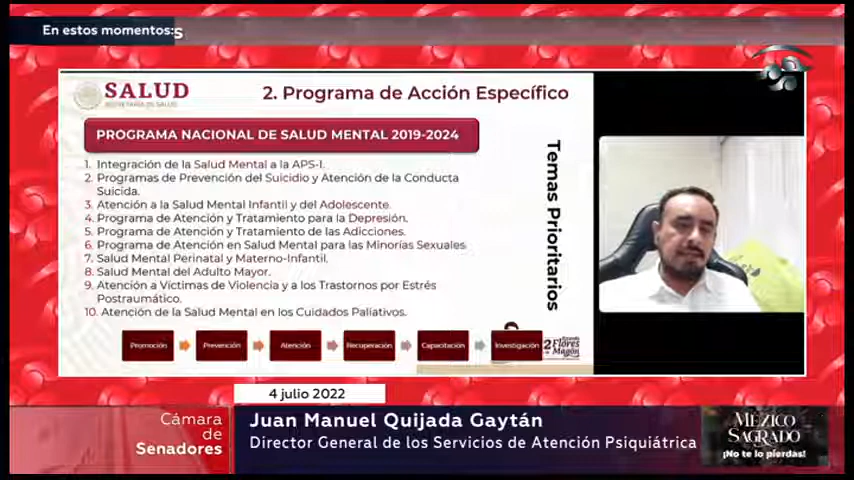 En estos momentos: S
SALUD
SECRETARÍA DE SALUD
2. Programa de Acción Específico
PROGRAMA NACIONAL DE SALUD MENTAL 2019-2024
1. Integración de la Salud Mental a la APS-I.
2. Programas de Prevención del Suicidio y Atención de la Conducta
Suicida.
3. Atención a la Salud Mental Infantil y del Adolescente.
4. Programa de Atención y Tratamiento para la Depresión.
5. Programa de Atención y Tratamiento de las Adicciones.
6. Programa de Atención en Salud Mental para las Minorías Sexuales
7. Salud Mental Perinatal y Materno-Infantil.
8. Salud Mental del Adulto Mayor.
9. Atención a Víctimas de Violencia y a los Trastornos por Estrés
Postraumático.
10. Atención de la Salud Mental en los Cuidados Paliativos.
Temas Prioritarios
Promoción
Prevención
Atención
Recuperación
Capacitación
Investigación
2
Ricardo
Flores
Magón
4 julio 2022
Cámara
de
Senadores
Juan Manuel Quijada Gaytán
Director General de los Servicios de Atención Psiquiátrica
MÉXICO
SAGRADO
¡No te lo pierdas!